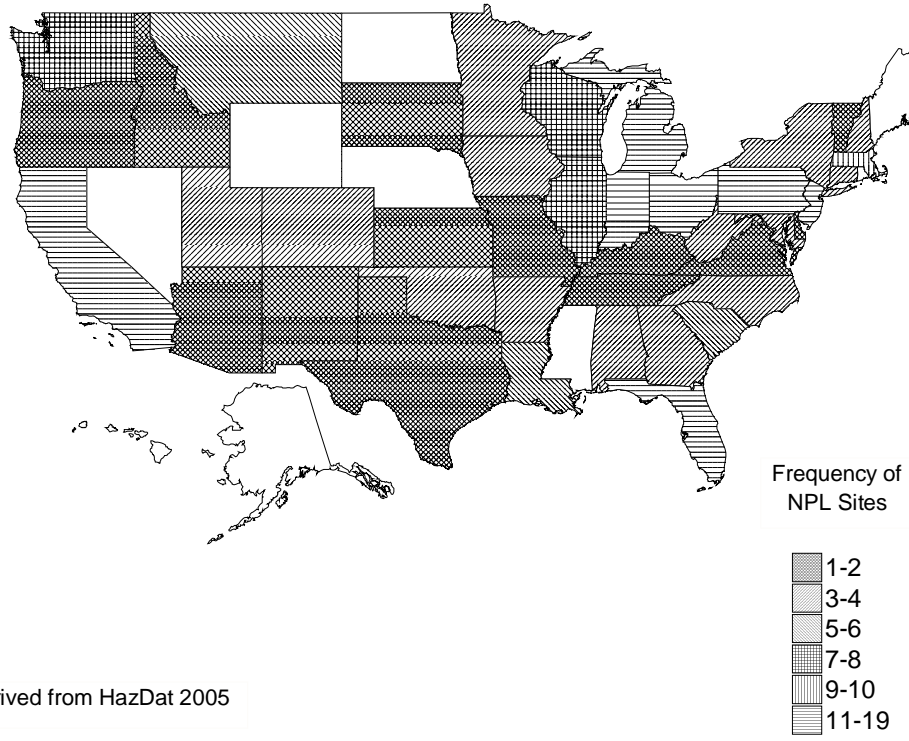 Frequency of
NPL Sites
1-2
3-4
5-6
7-8
9-10
11-19
rived from HazDat 2005